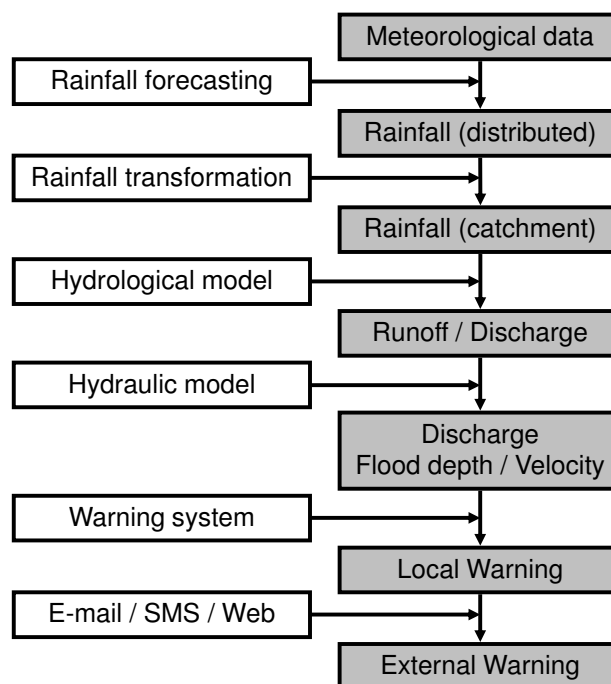 Meteorological data
Rainfall forecasting
Rainfall (distributed)
Rainfall transformation
Rainfall (catchment)
Hydrological model
Runoff / Discharge
Hydraulic model
Discharge
Flood depth / Velocity
Warning system
Local Warning
E-mail / SMS / Web
External Warning